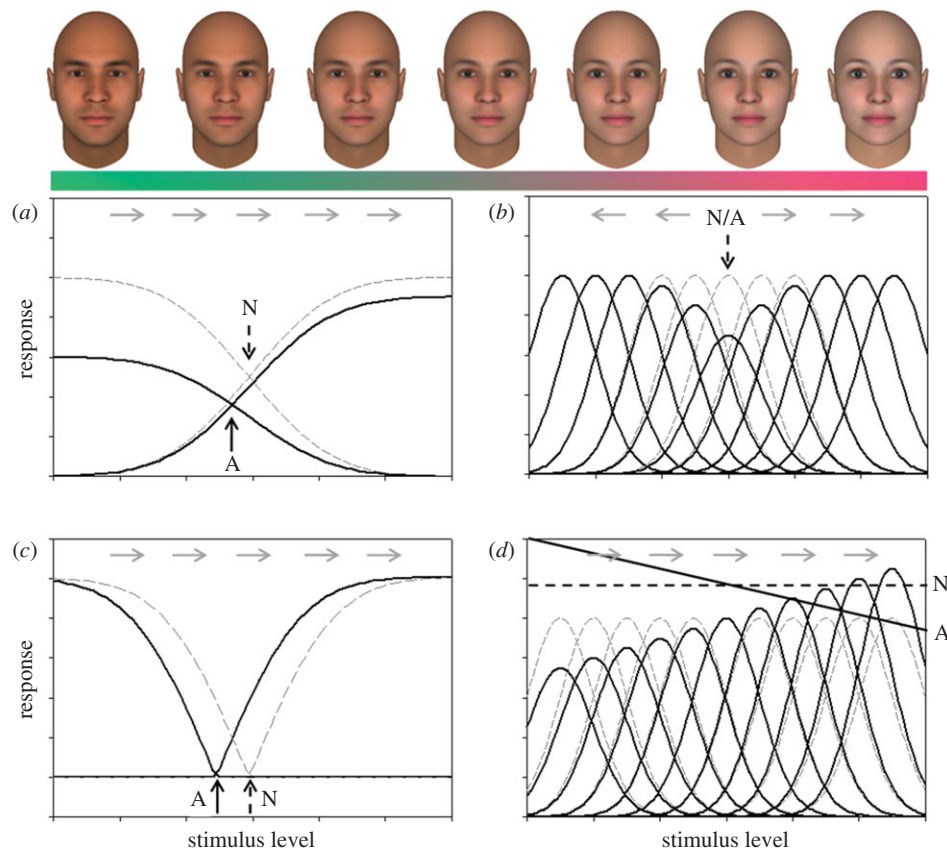 (a)
N
A
response
(b)
N/A
(c)
A
N
response
stimulus level
(d)
N
A
stimulus level